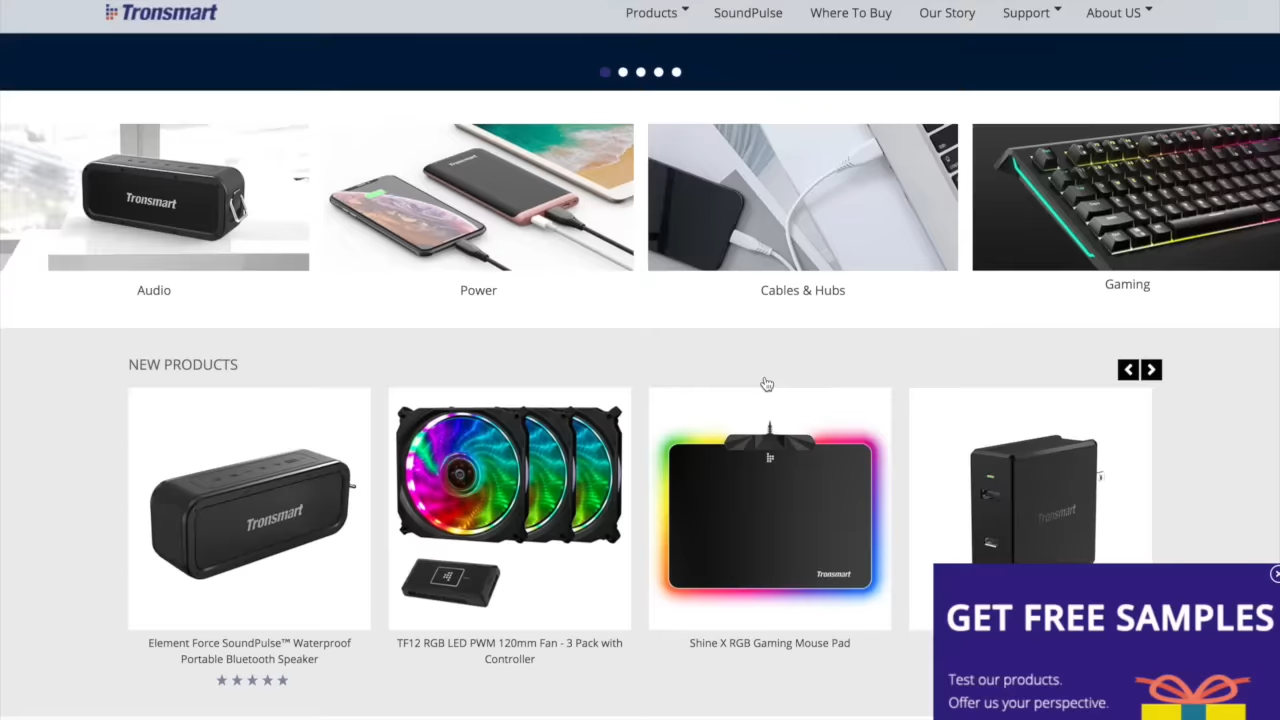 Tronsmart
Products SoundPulse Where To Buy Our Story Support About US
Tronsmart
Tronsmart
Audio
Power
Cables & Hubs
Gaming
NEW PRODUCTS
Tronsmart
Tronsmart
Tronsmart
Element Force SoundPulse™ Waterproof
Portable Bluetooth Speaker
TF12 RGB LED PWM 120mm Fan - 3 Pack with
Controller
Shine X RGB Gaming Mouse Pad
GET FREE SAMPLES
Test our products.
Offer us your perspective.